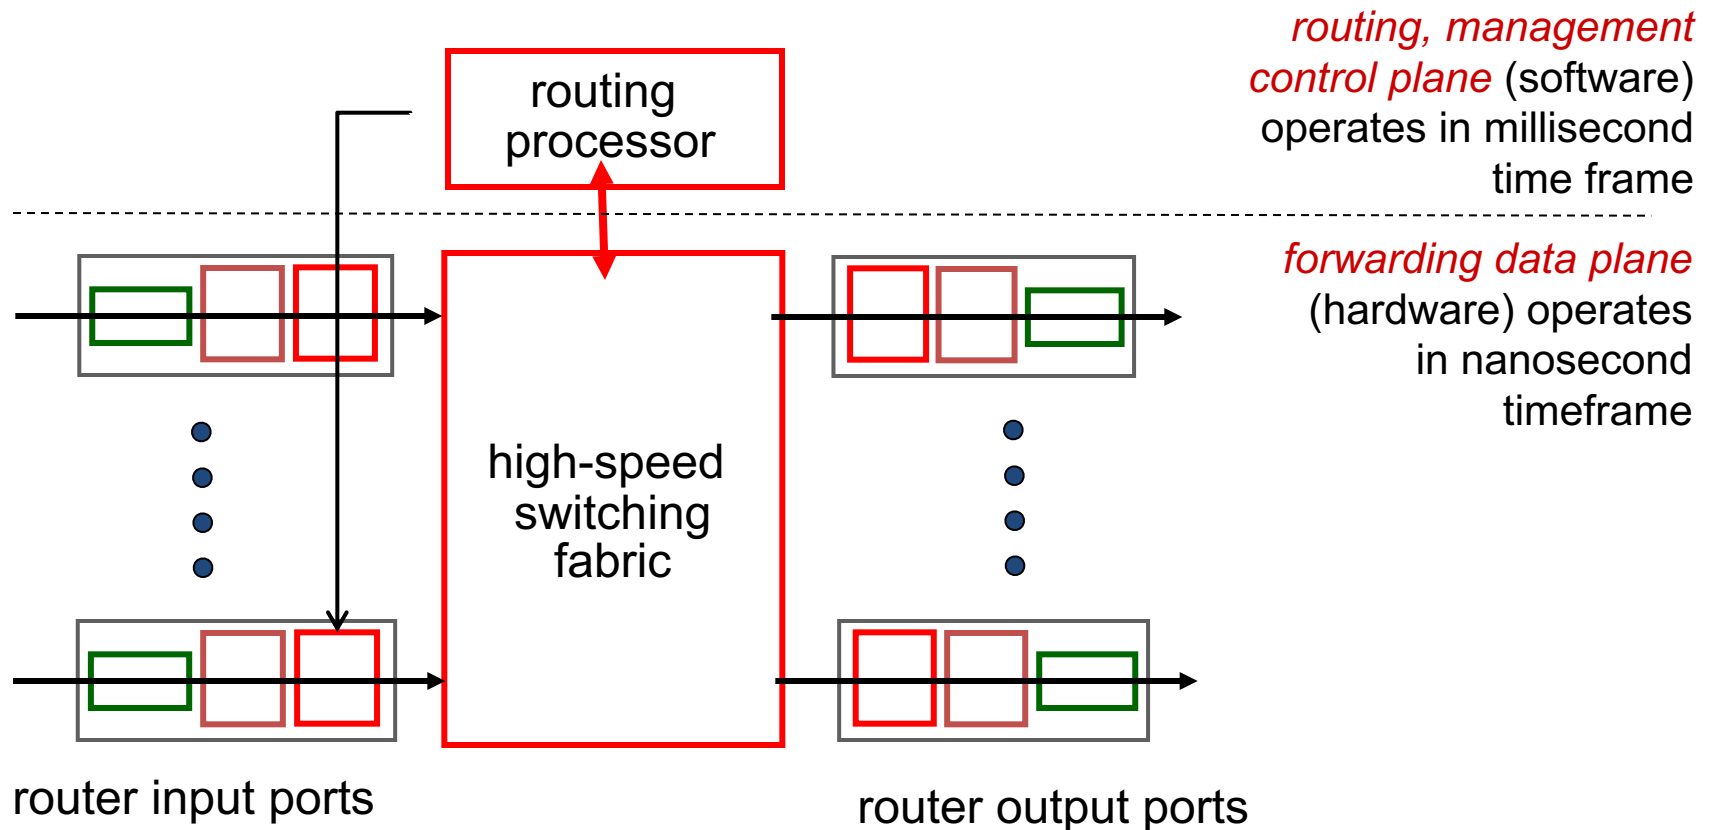 routing, management
control plane (software)
operates in millisecond
time frame
routing
processor
forwarding data plane
(hardware) operates
in nanosecond
timeframe
high-speed
switching
fabric
router input ports
router output ports